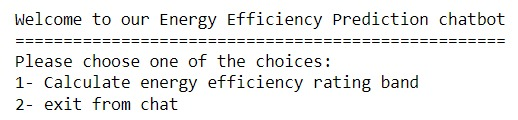 Welcome to our Energy Efficiency Prediction chatbot
===================================================
Please choose one of the choices:
1- Calculate energy efficiency rating band
2- exit from chat